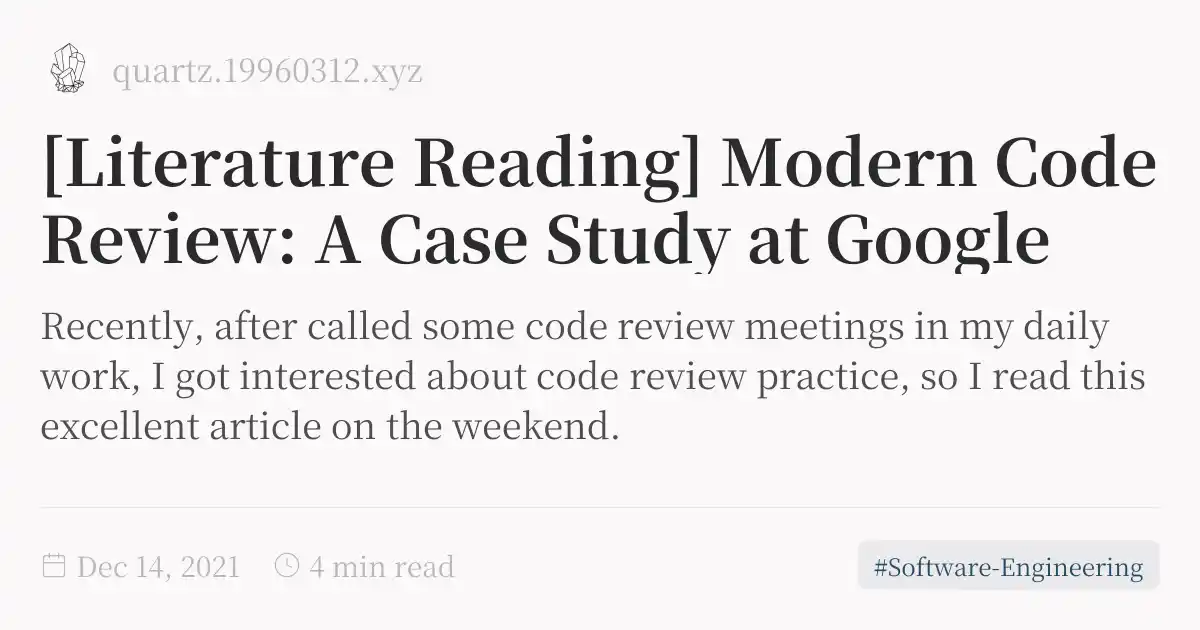 quartz.19960312.xyz
[Literature Reading] Modern Code
Review: A Case Study at Google
Recently, after called some code review meetings in my daily
work, I got interested about code review practice, so I read this
excellent article on the weekend.
Dec 14, 2021
4 min read
#Software-Engineering